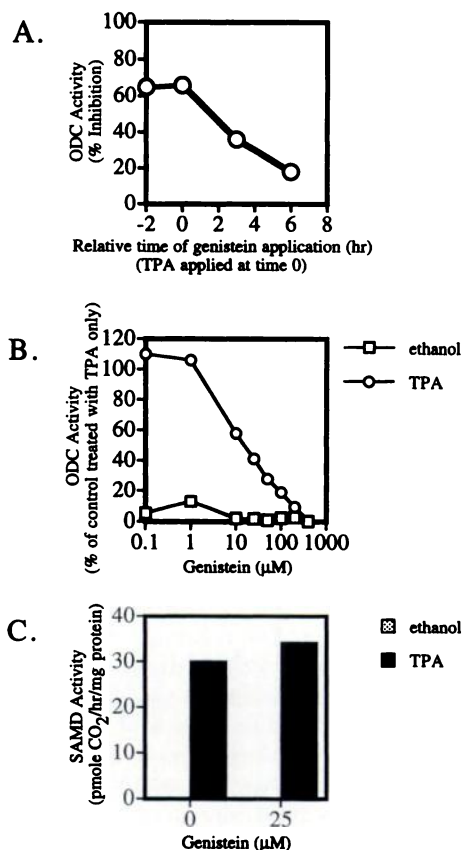 A.
100
80
60
40
20
0
ODC Activity
(% Inhibition)
-2 0 2 4 6 8
Relative time of genistein application (hr)
(TPA applied at time 0)
B.
120
100
80
60
40
20
0
ODC Activity
(% of control treated with TPA only)
0.1 1 10 100 1000
Genistein (µM)
ethanol
TPA
C.
40
30
20
10
0
SAMD Activity
(pmole CO2/hr/mg protein)
0 25
Genistein (µM)
ethanol
TPA